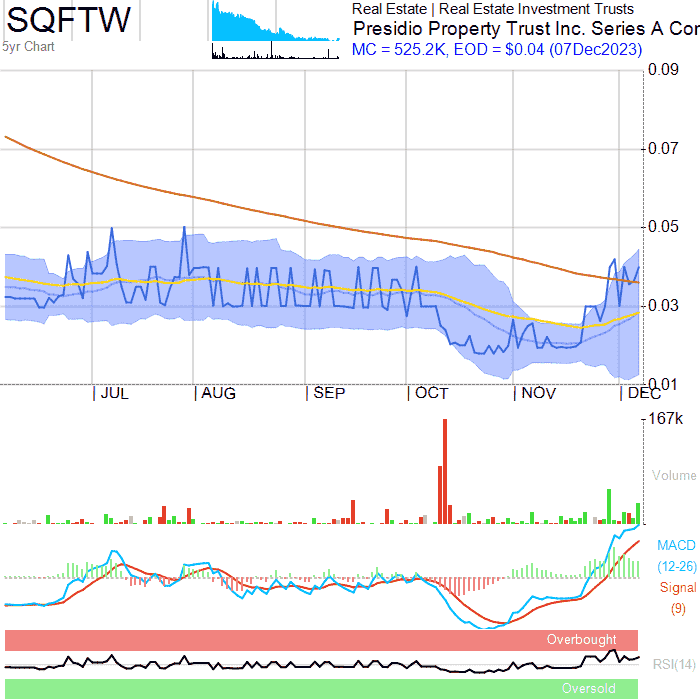 SQFTW
5yr Chart
Real Estate | Real Estate Investment Trusts
Presidio Property Trust Inc. Series A Cor
MC = 525.2K, EOD = $0.04 (07Dec2023)
0.09
0.07
0.05
0.03
0.01
JUL
AUG
SEP
OCT
NOV
DEC
167k
Volume
MACD
(12-26)
Signal
(9)
Overbought
RSI(14)
Oversold